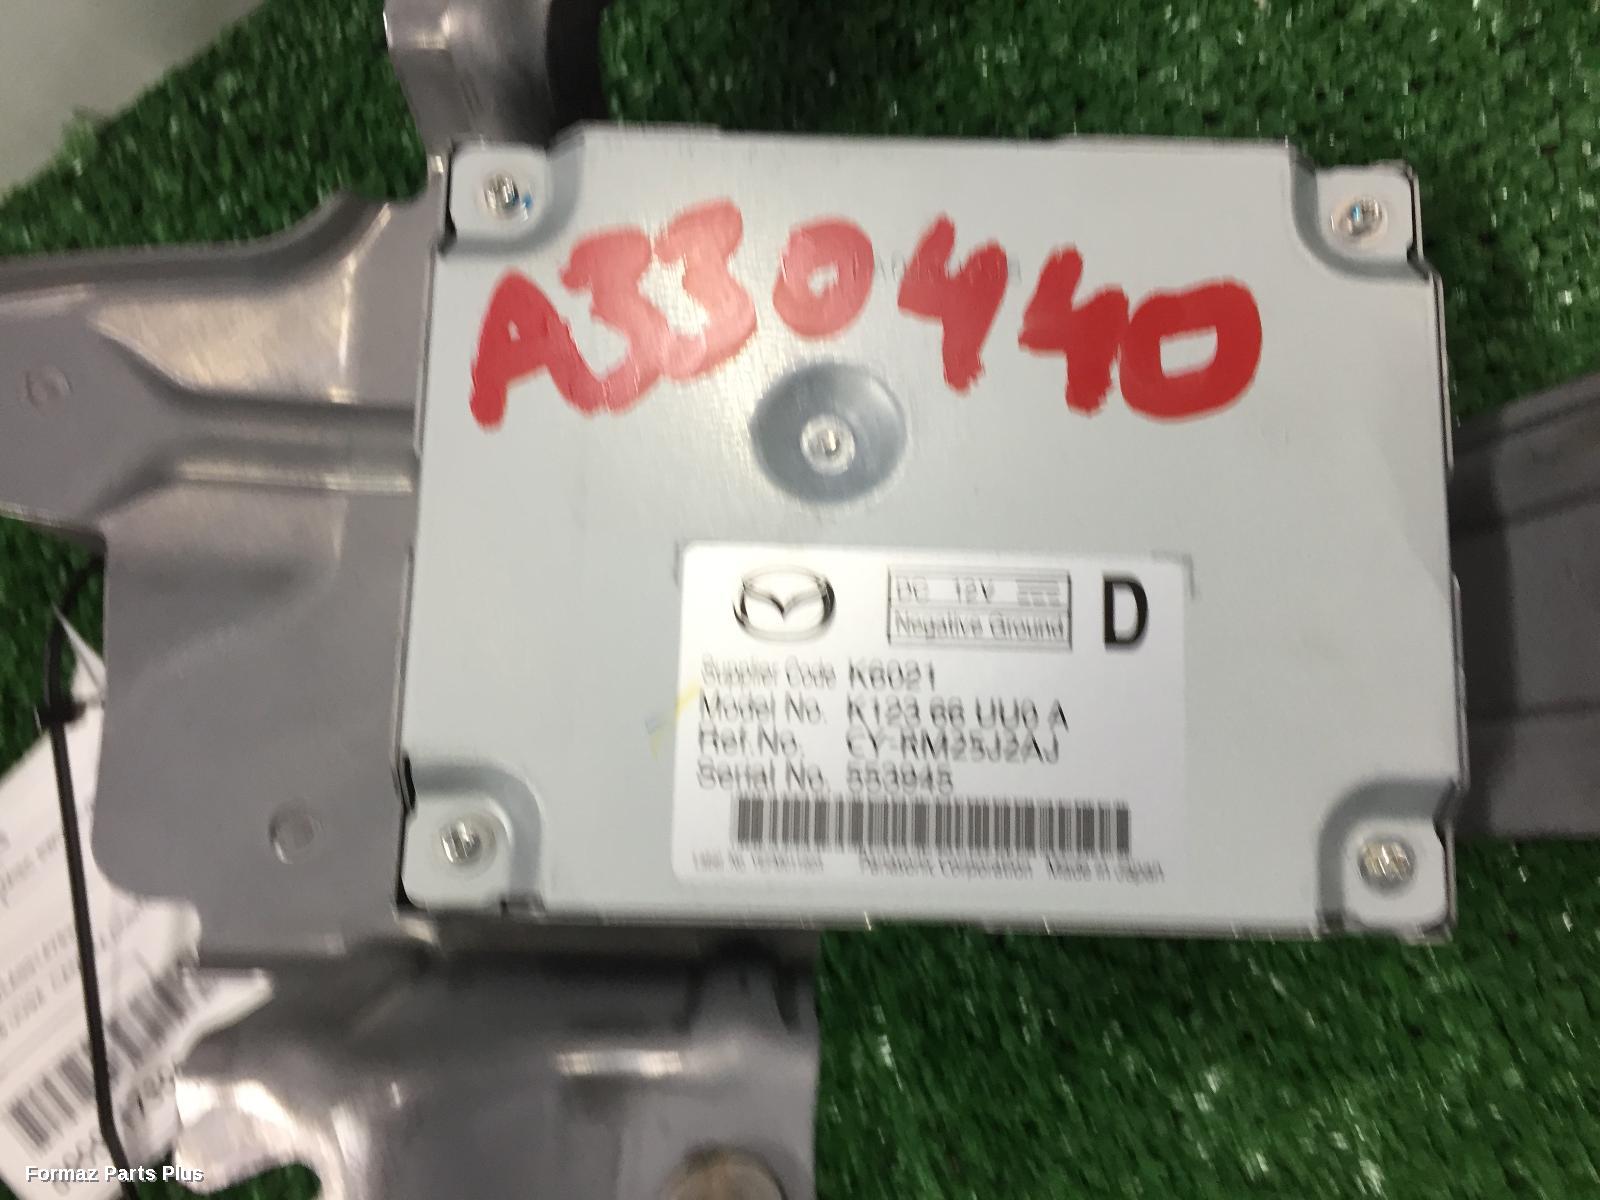 A330440
DC 12V
Negative Ground
D
Supplier Code K6021
Model No. K123 66 UU0 A
Ref.No. CY-RM25J2AJ
Serial No. 553945
Panasonic Corporation Made in Japan
Formaz Parts Plus